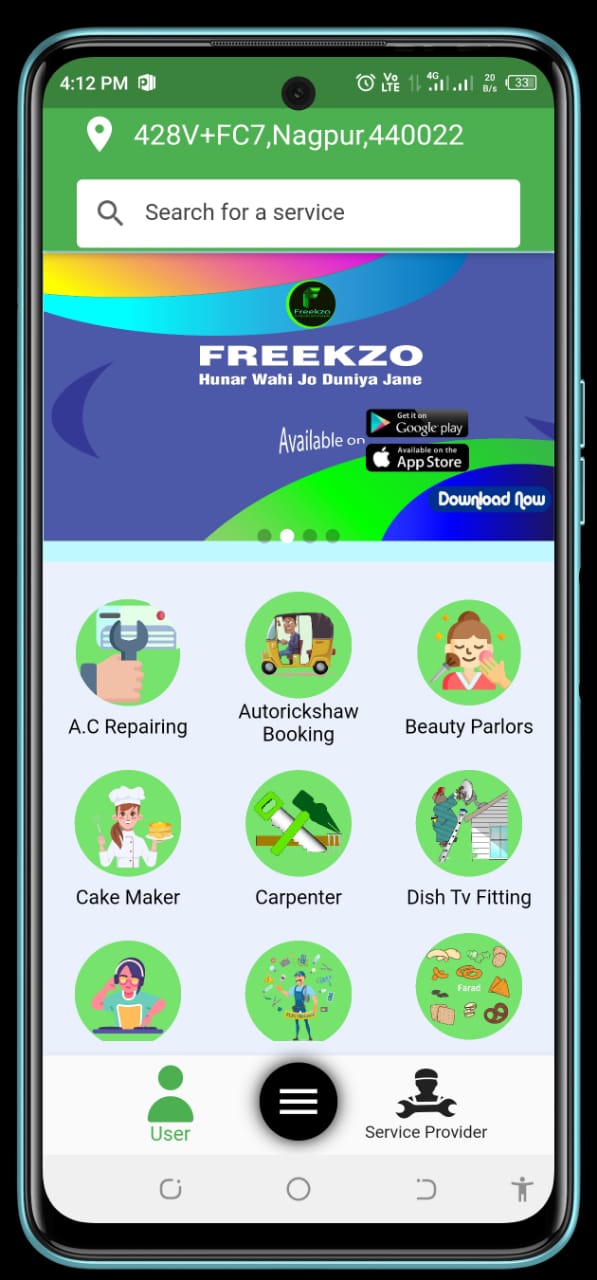 4:12 PM
Vo
LTE
4G
20
B/s
33
428V+FC7,Nagpur,440022
Search for a service
Freekzo
FREEKZO
Hunar Wahi Jo Duniya Jane
Available on
Get it on
Google play
Available on the
App Store
Download Now
A.C Repairing
Autorickshaw
Booking
Beauty Parlors
Cake Maker
Carpenter
Dish Tv Fitting
Farad
User
Service Provider